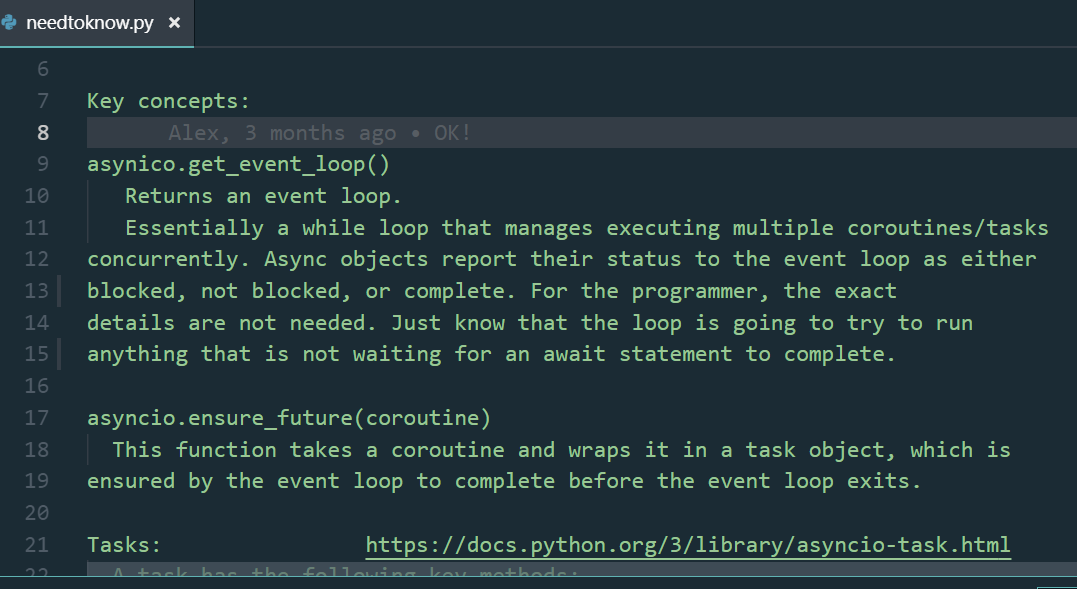 needtoknow.py ×
6
7 Key concepts:
8 Alex, 3 months ago • OK!
9 asynico.get_event_loop()
10 Returns an event loop.
11 Essentially a while loop that manages executing multiple coroutines/tasks
12 concurrently. Async objects report their status to the event loop as either
13 blocked, not blocked, or complete. For the programmer, the exact
14 details are not needed. Just know that the loop is going to try to run
15 anything that is not waiting for an await statement to complete.
16
17 asyncio.ensure_future(coroutine)
18 This function takes a coroutine and wraps it in a task object, which is
19 ensured by the event loop to complete before the event loop exits.
20
21 Tasks: https://docs.python.org/3/library/asyncio-task.html
22 A task has the following key methods: